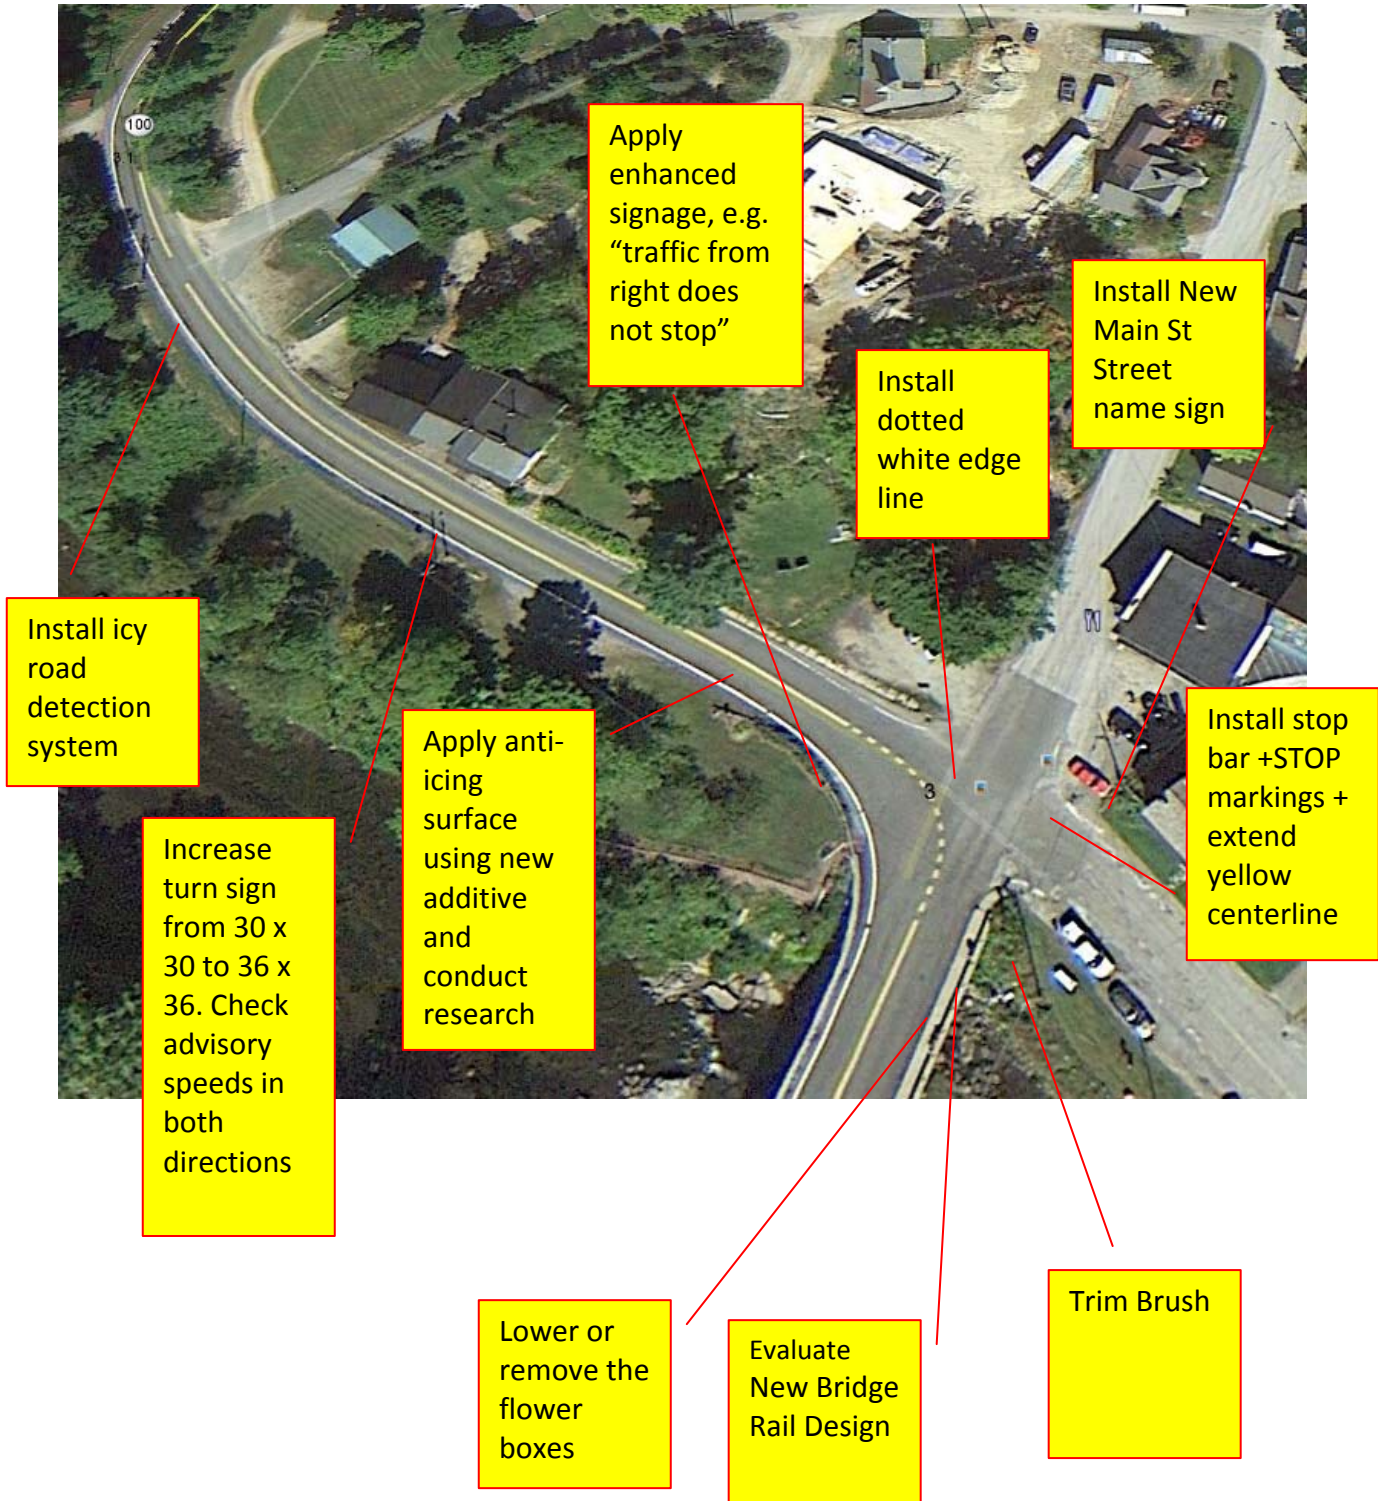 100
3.1
Apply
enhanced
signage, e.g.
“traffic from
right does
not stop”
Install New
Main St
Street
name sign
Install
dotted
white edge
line
Install icy
road
detection
system
Apply anti-
icing
surface
using new
additive
and
conduct
research
Install stop
bar +STOP
markings +
extend
yellow
centerline
3
Increase
turn sign
from 30 x
30 to 36 x
36. Check
advisory
speeds in
both
directions
Lower or
remove the
flower
boxes
Evaluate
New Bridge
Rail Design
Trim Brush